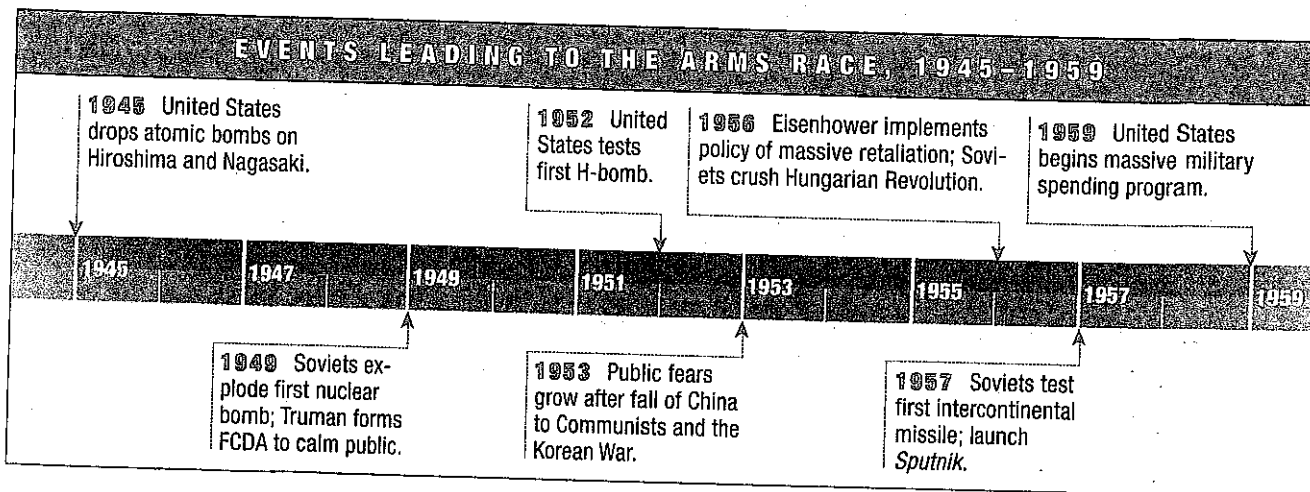 EVENTS LEADING TO THE ARMS RACE, 1945–1959
1945 United States
drops atomic bombs on
Hiroshima and Nagasaki.
1952 United
States tests
first H-bomb.
1956 Eisenhower implements
policy of massive retaliation; Sovi-
ets crush Hungarian Revolution.
1959 United States
begins massive military
spending program.
1945
1947
1949
1951
1953
1955
1957
1959
1949 Soviets ex-
plode first nuclear
bomb; Truman forms
FCDA to calm public.
1953 Public fears
grow after fall of China
to Communists and the
Korean War.
1957 Soviets test
first intercontinental
missile; launch
Sputnik.